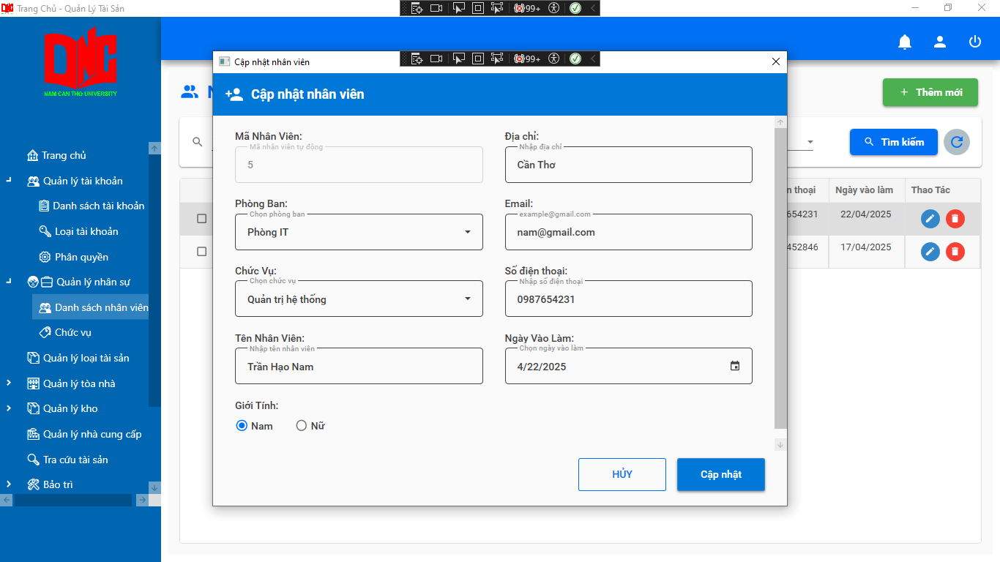 Trang Chủ - Quản Lý Tài Sản
99+
DNC
NAM CAN THO UNIVERSITY
Trang chủ
Quản lý tài khoản
Danh sách tài khoản
Loại tài khoản
Phân quyền
Quản lý nhân sự
Danh sách nhân viên
Chức vụ
Quản lý loại tài sản
Quản lý tòa nhà
Quản lý kho
Quản lý nhà cung cấp
Tra cứu tài sản
Bảo trì
Thêm mới
Tìm kiếm
thoại
Ngày vào làm
Thao Tác
654231
22/04/2025
452846
17/04/2025
Cập nhật nhân viên
99+
Cập nhật nhân viên
Mã Nhân Viên:
Mã nhân viên tự động
5
Địa chỉ:
Nhập địa chỉ
Cần Thơ
Phòng Ban:
Chọn phòng ban
Phòng IT
Email:
example@gmail.com
nam@gmail.com
Chức Vụ:
Chọn chức vụ
Quản trị hệ thống
Số điện thoại:
Nhập số điện thoại
0987654231
Tên Nhân Viên:
Nhập tên nhân viên
Trần Hạo Nam
Ngày Vào Làm:
Chọn ngày vào làm
4/22/2025
Giới Tính:
Nam
Nữ
HỦY
Cập nhật